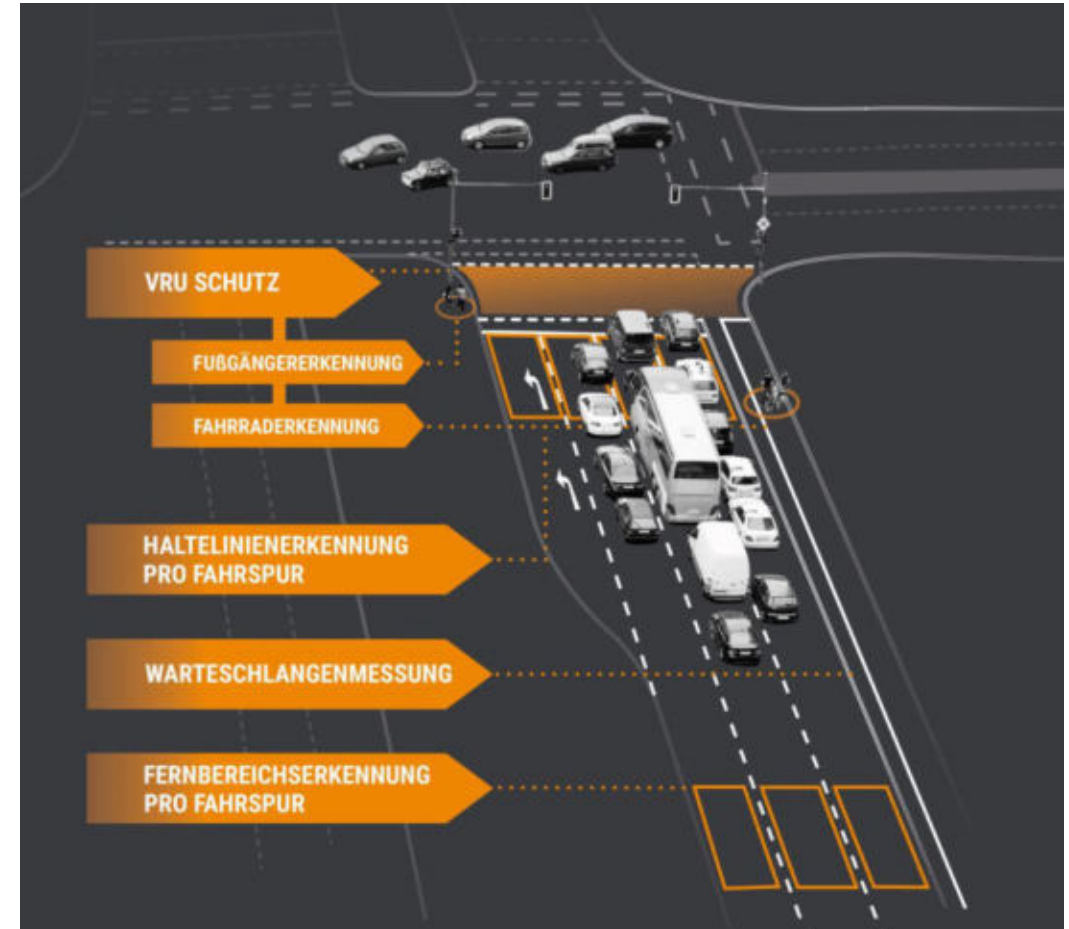 VRU SCHUTZ
FUßGÄNGERERKENNUNG
FAHRRADERKENNUNG
HALTELINIENERKENNUNG
PRO FAHRSPUR
WARTESCHLANGENMESSUNG
FERNBEREICHSERKENNUNG
PRO FAHRSPUR